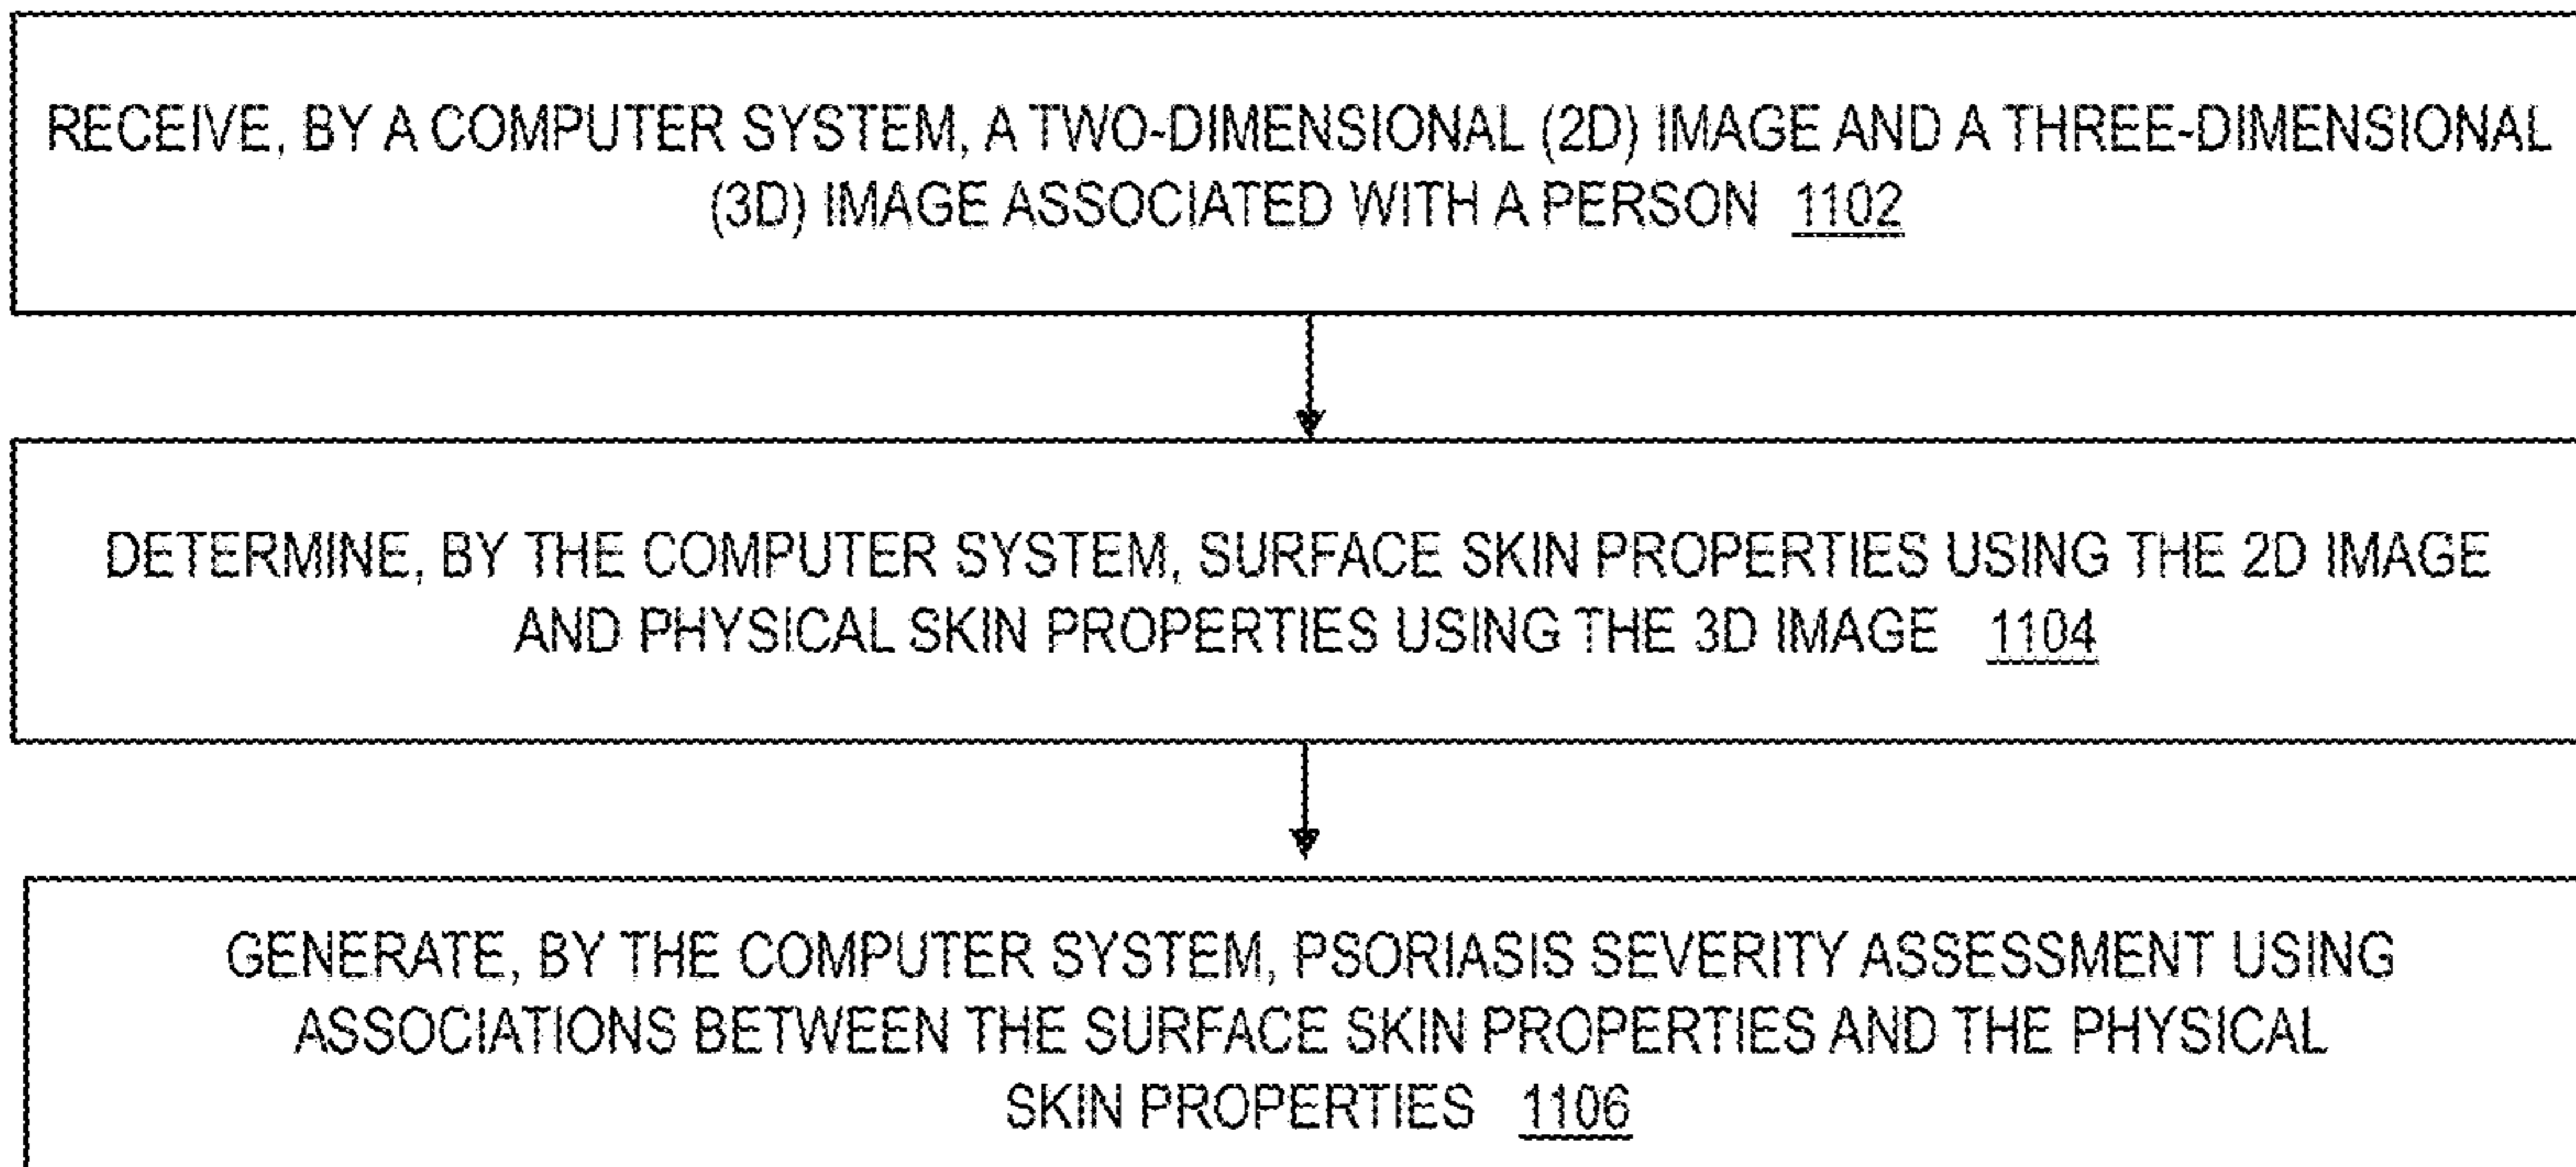 RECEIVE, BY A COMPUTER SYSTEM, A TWO-DIMENSIONAL (2D) IMAGE AND A THREE-DIMENSIONAL
(3D) IMAGE ASSOCIATED WITH A PERSON 1102
DETERMINE, BY THE COMPUTER SYSTEM, SURFACE SKIN PROPERTIES USING THE 2D IMAGE
AND PHYSICAL SKIN PROPERTIES USING THE 3D IMAGE 1104
GENERATE, BY THE COMPUTER SYSTEM, PSORIASIS SEVERITY ASSESSMENT USING
ASSOCIATIONS BETWEEN THE SURFACE SKIN PROPERTIES AND THE PHYSICAL
SKIN PROPERTIES 1106